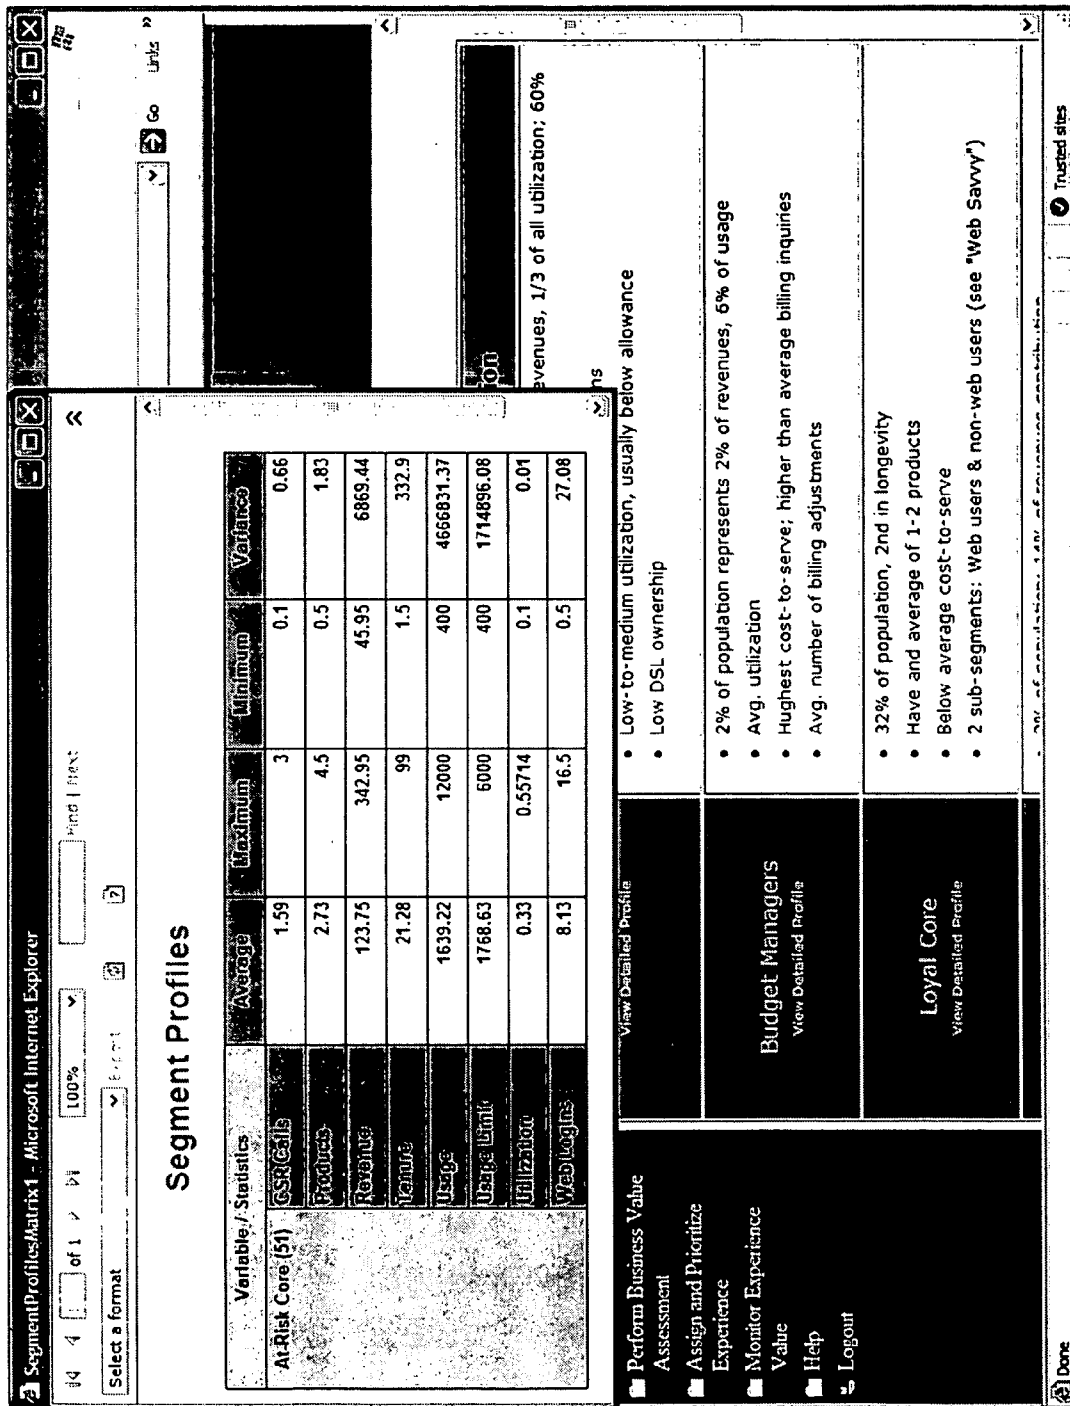 SegmentProfilesMatrix1 - Microsoft Internet Explorer
of 1 100% Find | Next
Select a format Export
Go Links »
Segment Profiles
Variable / Statistics Average Maximum Minimum Variance
At-Risk Core (51) CSR Calls 1.59 3 0.1 0.66
Products 2.73 4.5 0.5 1.83
Revenue 123.75 342.95 45.95 6869.44
Tenure 21.28 99 1.5 332.9
Usage 1639.22 12000 400 4666831.37
Usage Limit 1768.63 6000 400 1714896.08
Utilization 0.33 0.55714 0.1 0.01
Web Logins 8.13 16.5 0.5 27.08
on
evenues, 1/3 of all utilization; 60%
ns
View Detailed Profile
• Low-to-medium utilization, usually below allowance
• Low DSL ownership
Budget Managers
View Detailed Profile
• 2% of population represents 2% of revenues, 6% of usage
• Avg. utilization
• Hughest cost-to-serve; higher than average billing inquiries
• Avg. number of billing adjustments
Loyal Core
View Detailed Profile
• 32% of population, 2nd in longevity
• Have and average of 1-2 products
• Below average cost-to-serve
• 2 sub-segments: Web users & non-web users (see "Web Savvy")
Perform Business Value
Assessment
Assign and Prioritize
Experience
Monitor Experience
Value
Help
Logout
Done
Trusted sites